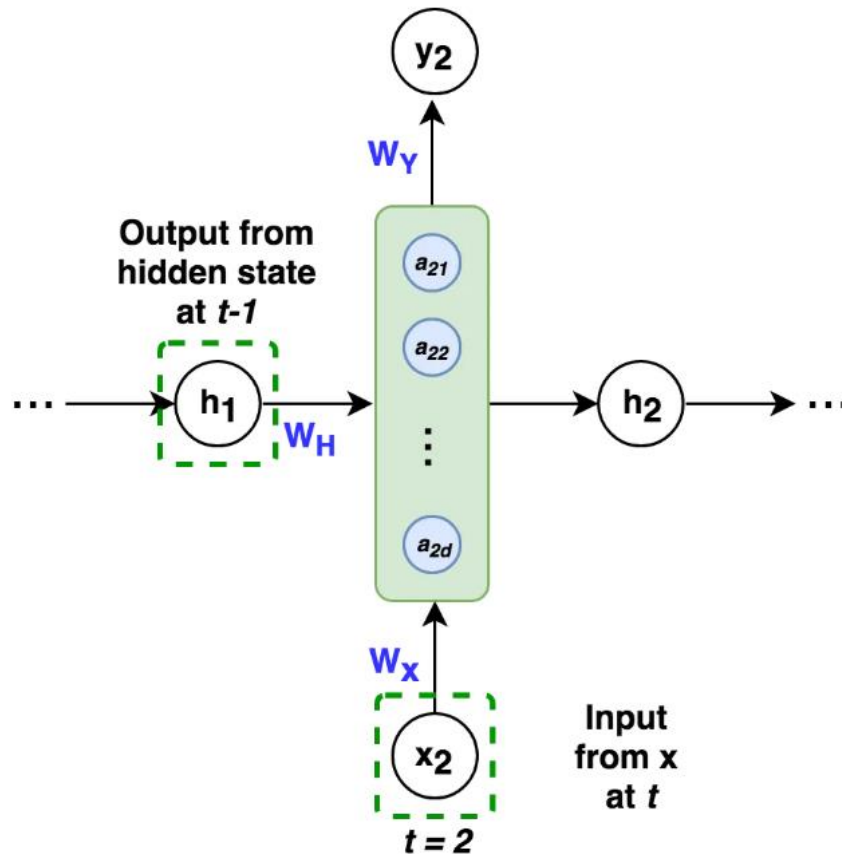 y2
WY
Output from
hidden state
at t-1
a21
a22
... h1 h2 ...
WH
⋮
a2d
WX
x2
Input
from x
at t
t = 2